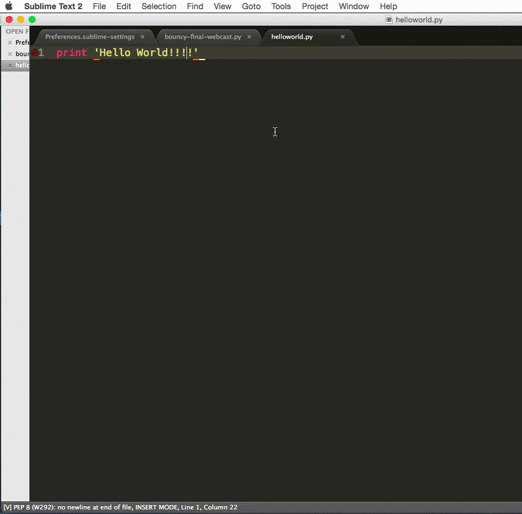 Sublime Text 2 File Edit Selection Find View Goto Tools Project Window Help
helloworld.py
OPEN F
Preferences.sublime-settings × bouncy-final-webcast.py × helloworld.py ×
× Prefe
× bour
× hello
1 print 'Hello World!!!!'
[V] PEP 8 (W292): no newline at end of file, INSERT MODE, Line 1, Column 22